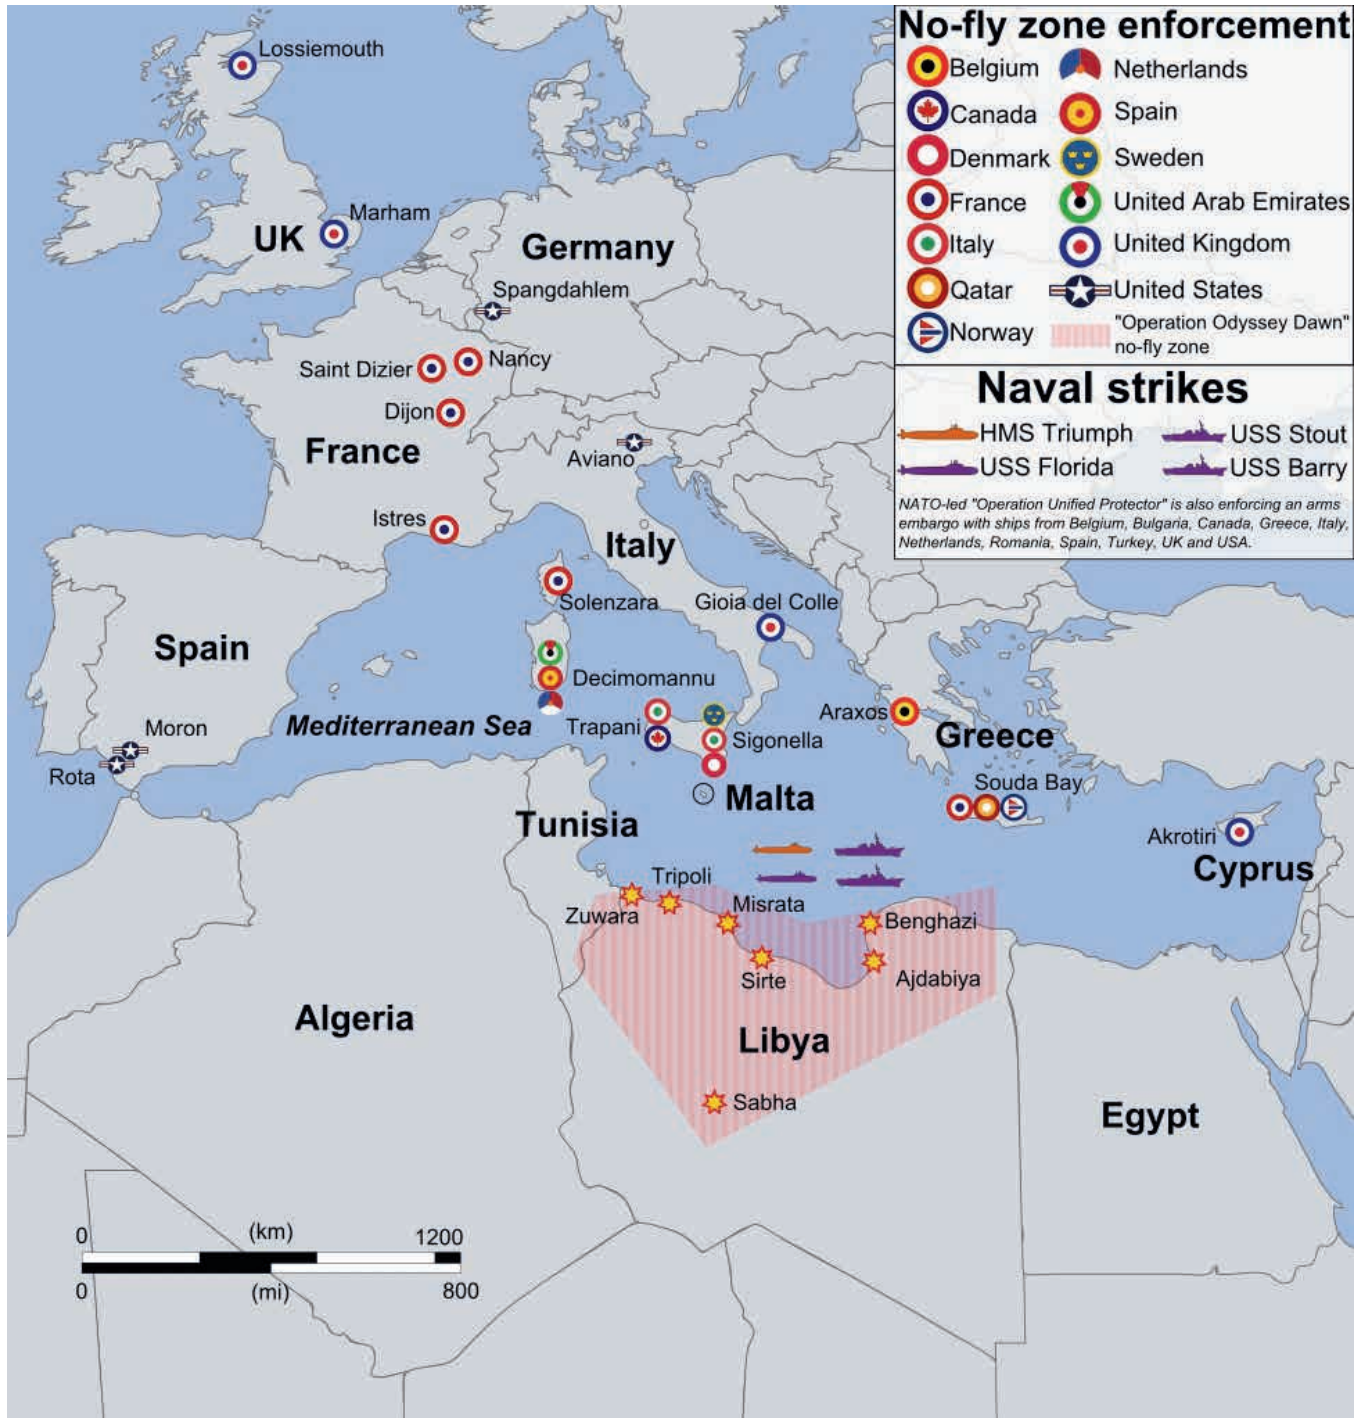 No-fly zone enforcement
Belgium
Netherlands
Canada
Spain
Denmark
Sweden
France
United Arab Emirates
Italy
United Kingdom
Qatar
United States
Norway
"Operation Odyssey Dawn"
no-fly zone
Naval strikes
HMS Triumph
USS Stout
USS Florida
USS Barry
NATO-led "Operation Unified Protector" is also enforcing an arms
embargo with ships from Belgium, Bulgaria, Canada, Greece, Italy,
Netherlands, Romania, Spain, Turkey, UK and USA.
Lossiemouth
Marham
UK
Germany
Spangdahlem
Saint Dizier
Nancy
Dijon
France
Aviano
Istres
Italy
Solenzara
Gioia del Colle
Spain
Decimomannu
Mediterranean Sea
Trapani
Sigonella
Araxos
Greece
Moron
Rota
Souda Bay
Malta
Tunisia
Akrotiri
Cyprus
Tripoli
Zuwara
Misrata
Benghazi
Sirte
Ajdabiya
Algeria
Libya
Sabha
Egypt
0
(km)
1200
0
(mi)
800